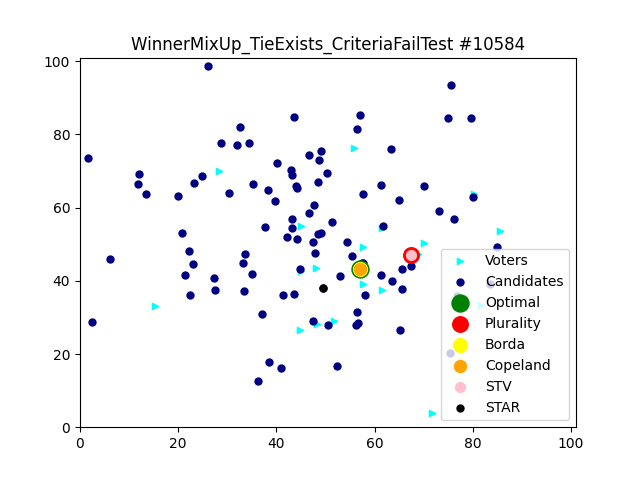 WinnerMixUp_TieExists_CriteriaFailTest #10584
100
80
60
40
20
0
0
20
40
60
80
100
Voters
Candidates
Optimal
Plurality
Borda
Copeland
STV
STAR